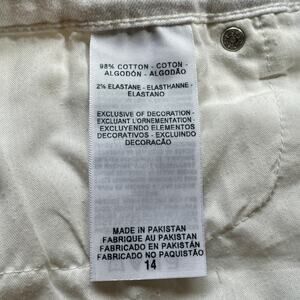 98% COTTON - COTON -
ALGODÓN - ALGODÃO
2% ELASTANE - ELASTHANNE -
ELASTANO
EXCLUSIVE OF DECORATION -
EXCLUANT L'ORNEMENTATION -
EXCLUYENDO ELEMENTOS
DECORATIVOS - EXCLUINDO
DECORAÇÃO
MADE IN PAKISTAN
FABRIQUE AU PAKISTAN
FABRICADO EN PAKISTÁN
FABRICADO NO PAQUISTÃO
14